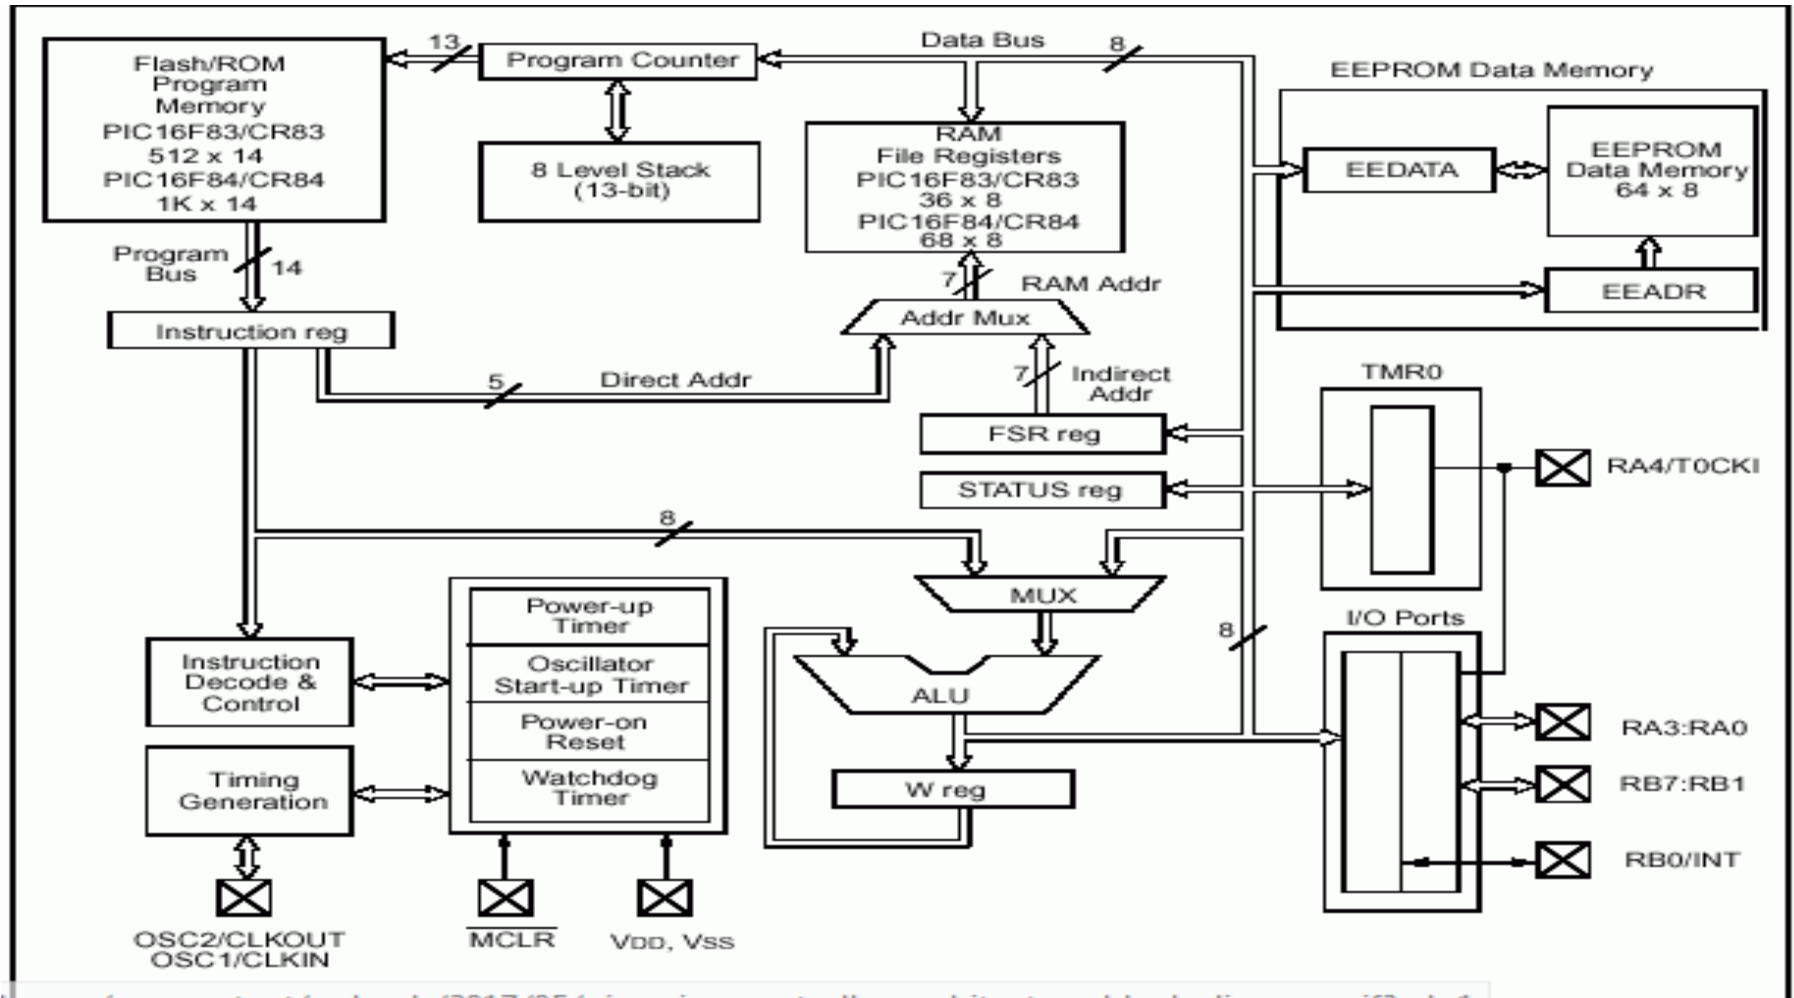 Flash/ROM
Program
Memory
PIC16F83/CR83
512 x 14
PIC16F84/CR84
1K x 14
13
Program Counter
Data Bus
8
8 Level Stack
(13-bit)
RAM
File Registers
PIC16F83/CR83
36 x 8
PIC16F84/CR84
68 x 8
EEPROM Data Memory
EEDATA
EEPROM
Data Memory
64 x 8
EEADR
Program
Bus
14
Instruction reg
7
RAM Addr
Addr Mux
5
Direct Addr
7
Indirect
Addr
FSR reg
STATUS reg
TMR0
RA4/T0CKI
8
MUX
8
I/O Ports
Power-up
Timer
Oscillator
Start-up Timer
Power-on
Reset
Watchdog
Timer
Instruction
Decode &
Control
Timing
Generation
ALU
W reg
RA3:RA0
RB7:RB1
RB0/INT
OSC2/CLKOUT
OSC1/CLKIN
MCLR
VDD, VSS